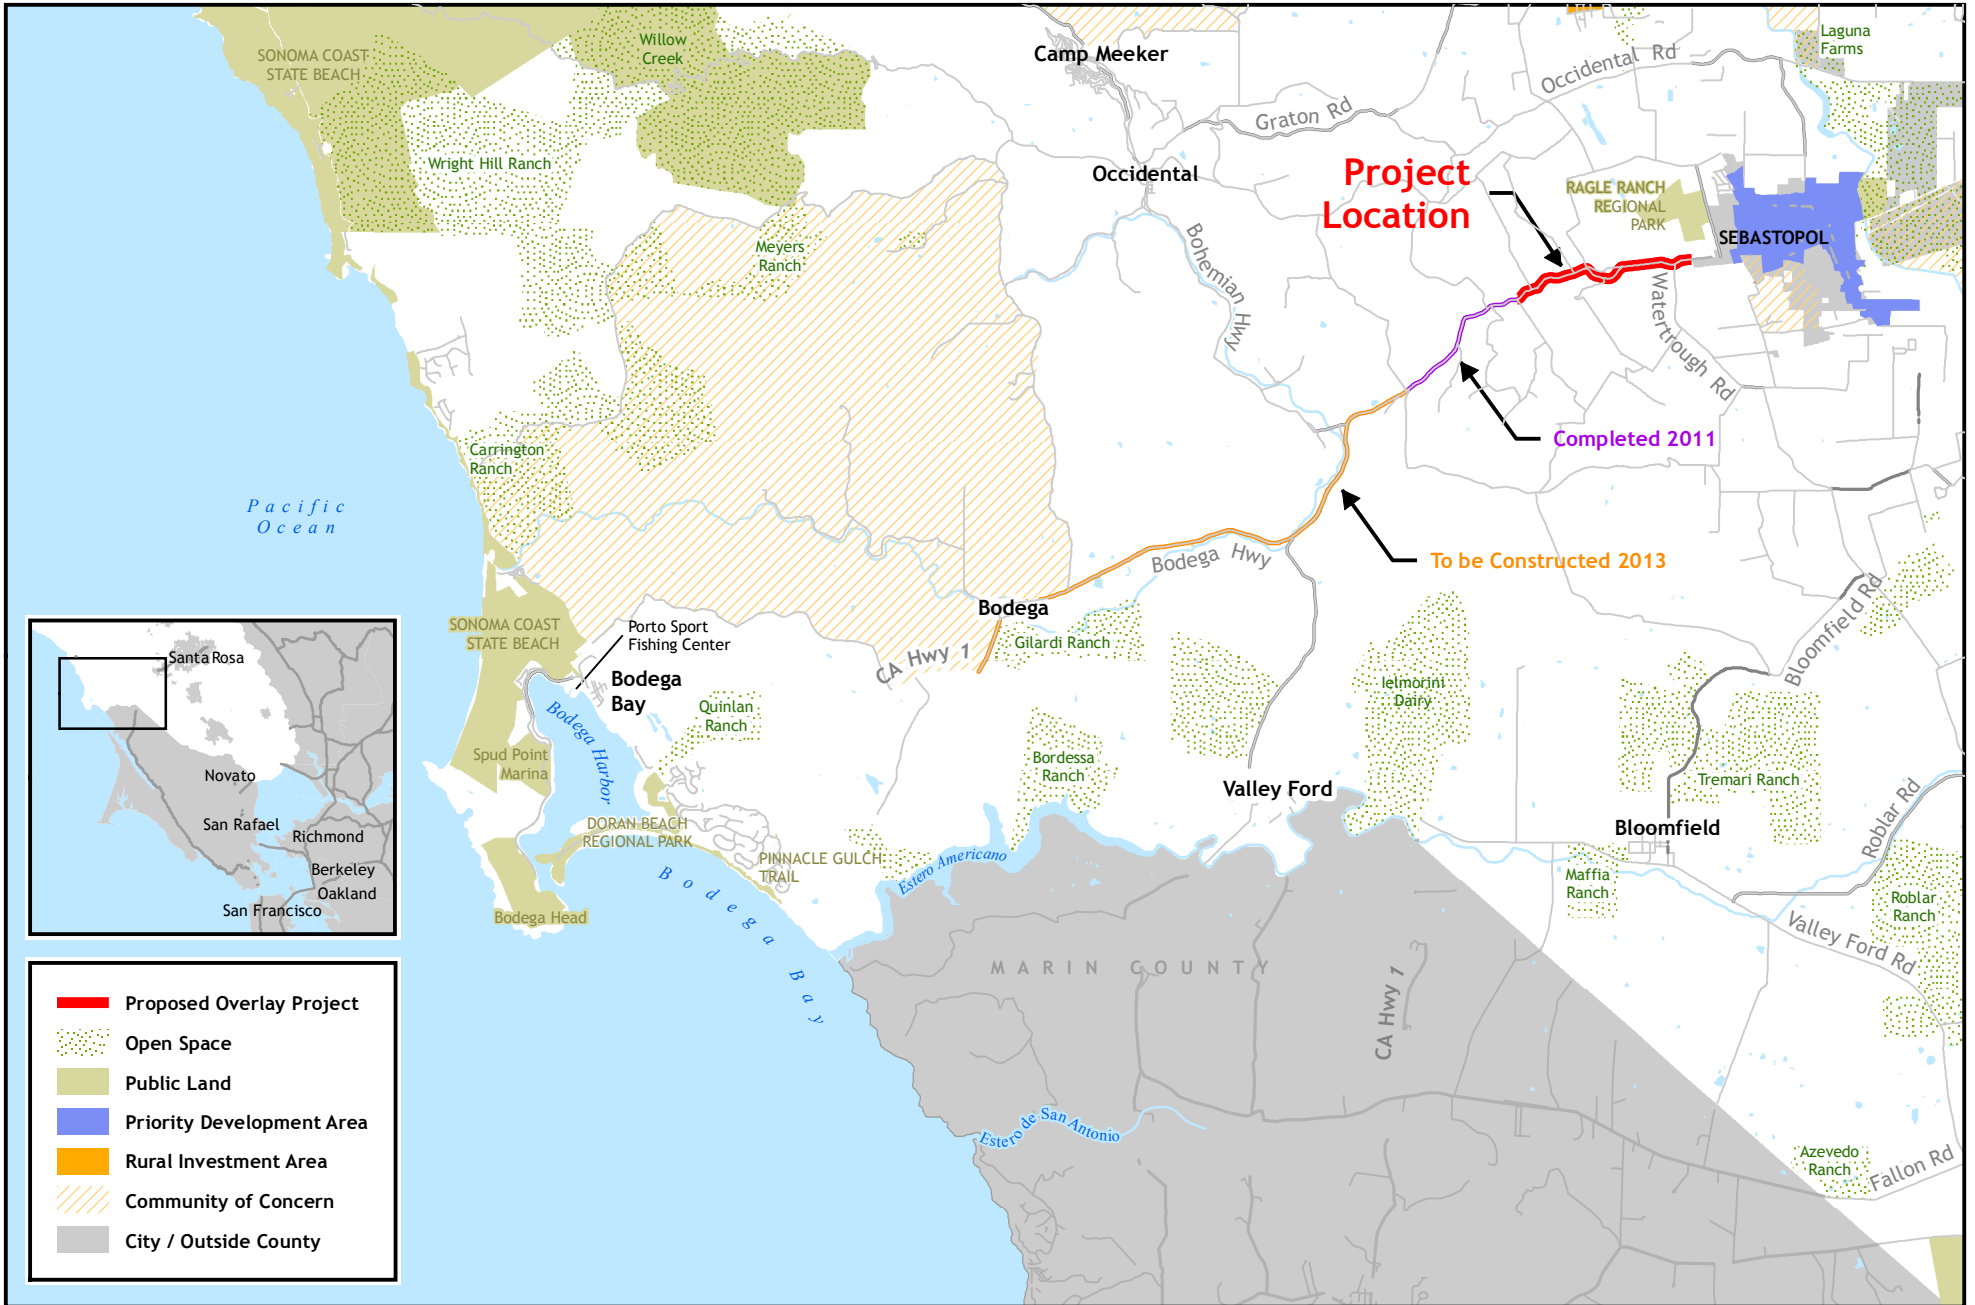 SONOMA COAST
STATE BEACH
Willow
Creek
Camp Meeker
Laguna
Farms
Occidental Rd
Graton Rd
Wright Hill Ranch
Occidental
Project
Location
RAGLE RANCH
REGIONAL
PARK
SEBASTOPOL
Meyers
Ranch
Bohemian Hwy
Watertrough Rd
Completed 2011
Carrington
Ranch
Pacific
Ocean
Bodega Hwy
To be Constructed 2013
Bloomfield Rd
Bodega
SONOMA COAST
STATE BEACH
Porto Sport
Fishing Center
Gilardi Ranch
CA Hwy 1
Bodega
Bay
Quinlan
Ranch
Ielmorini
Dairy
Bodega Harbor
Spud Point
Marina
Bordessa
Ranch
Tremari Ranch
Valley Ford
Bloomfield
Roblar Rd
DORAN BEACH
REGIONAL PARK
PINNACLE GULCH
TRAIL
Estero Americano
Maffia
Ranch
Roblar
Ranch
Bodega Head
Bodega Bay
Valley Ford Rd
MARIN COUNTY
CA Hwy 1
Estero de San Antonio
Azevedo
Ranch
Fallon Rd
Santa Rosa
Novato
San Rafael
Richmond
Berkeley
Oakland
San Francisco
Proposed Overlay Project
Open Space
Public Land
Priority Development Area
Rural Investment Area
Community of Concern
City / Outside County